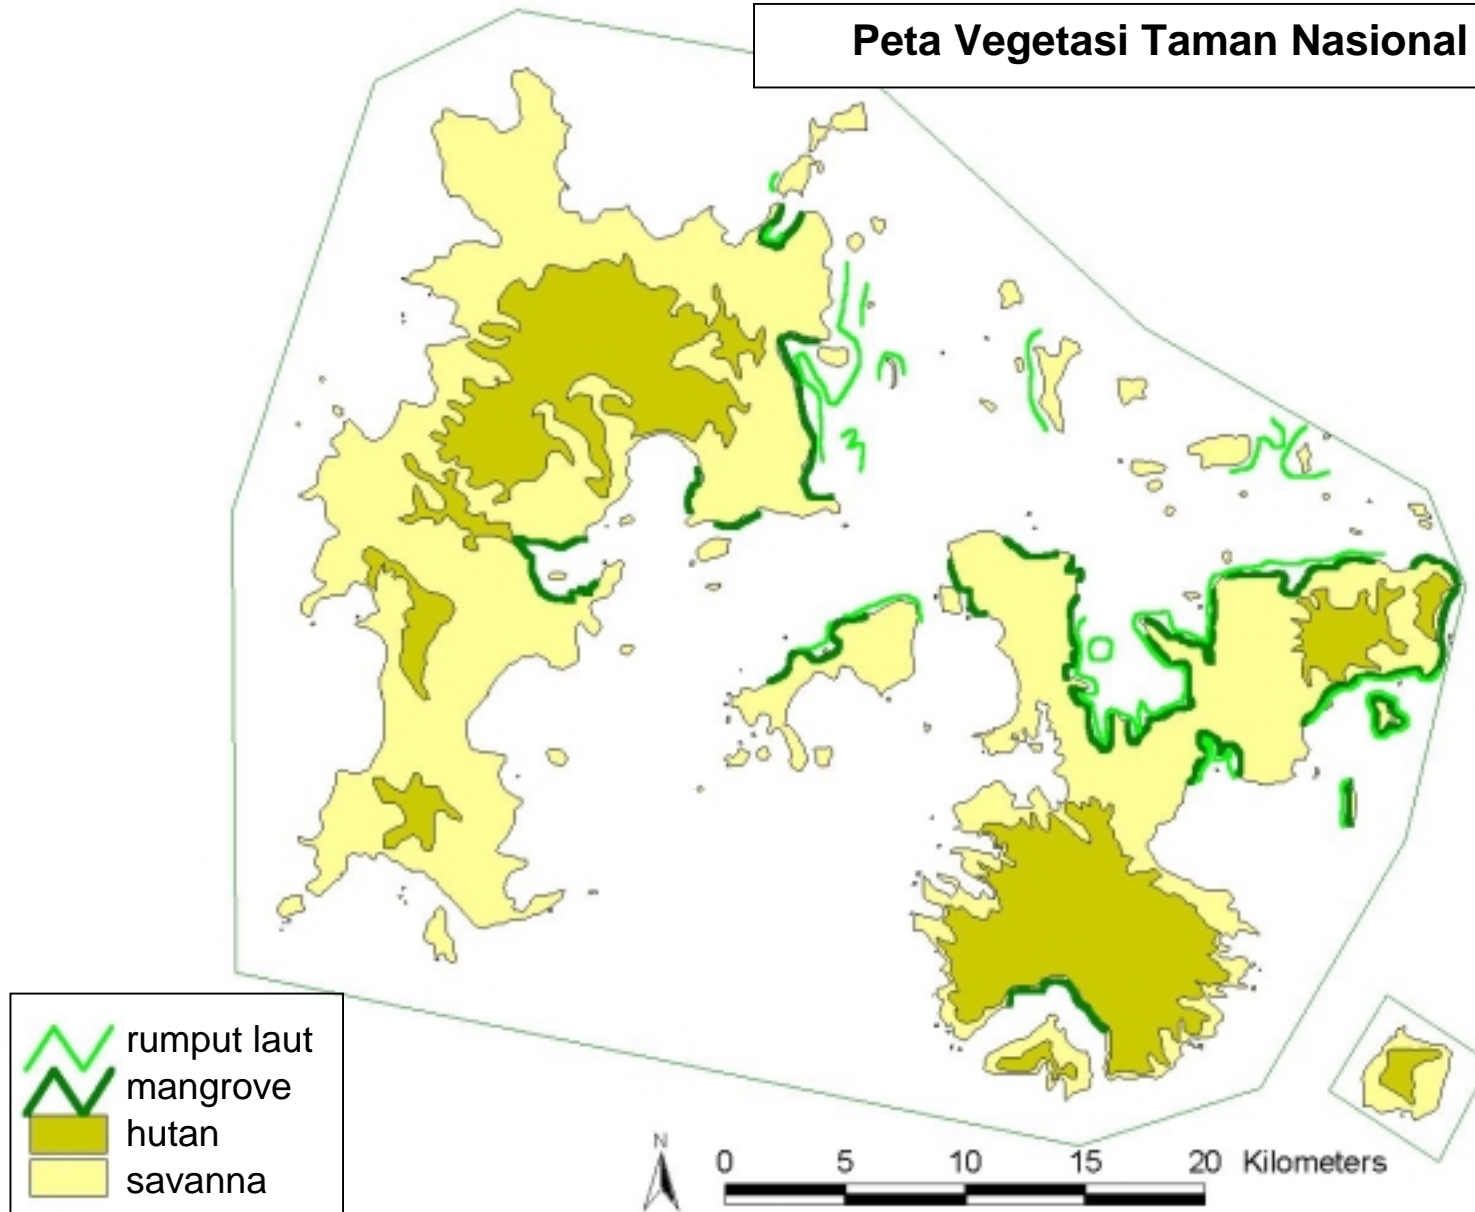 Peta Vegetasi Taman Nasional
rumput laut
mangrove
hutan
savanna
N
0 5 10 15 20 Kilometers